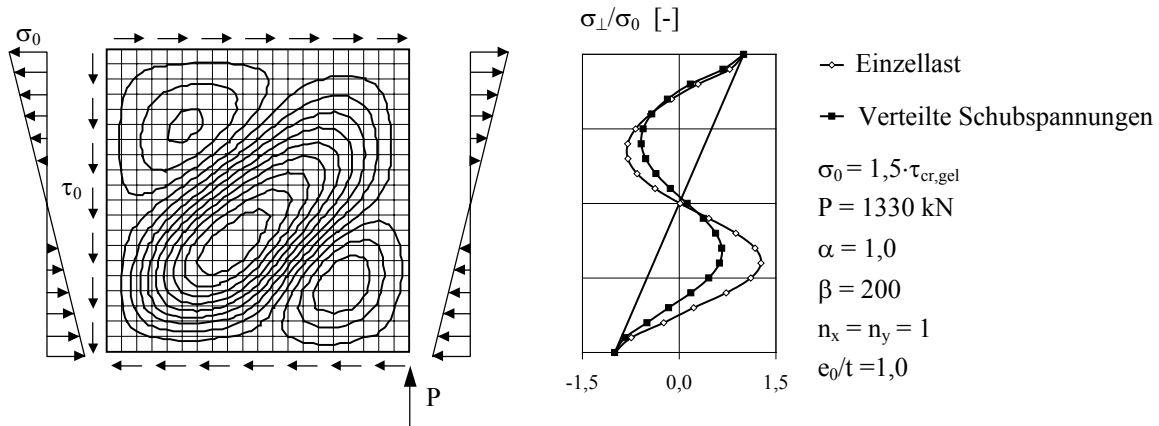 σ₀
τ₀
P
σ⊥/σ₀ [-]
-1,5
0,0
1,5
Einzellast
Verteilte Schubspannungen
σ₀ = 1,5·τcr,gel
P = 1330 kN
α = 1,0
β = 200
nₓ = nᵧ = 1
e₀/t =1,0